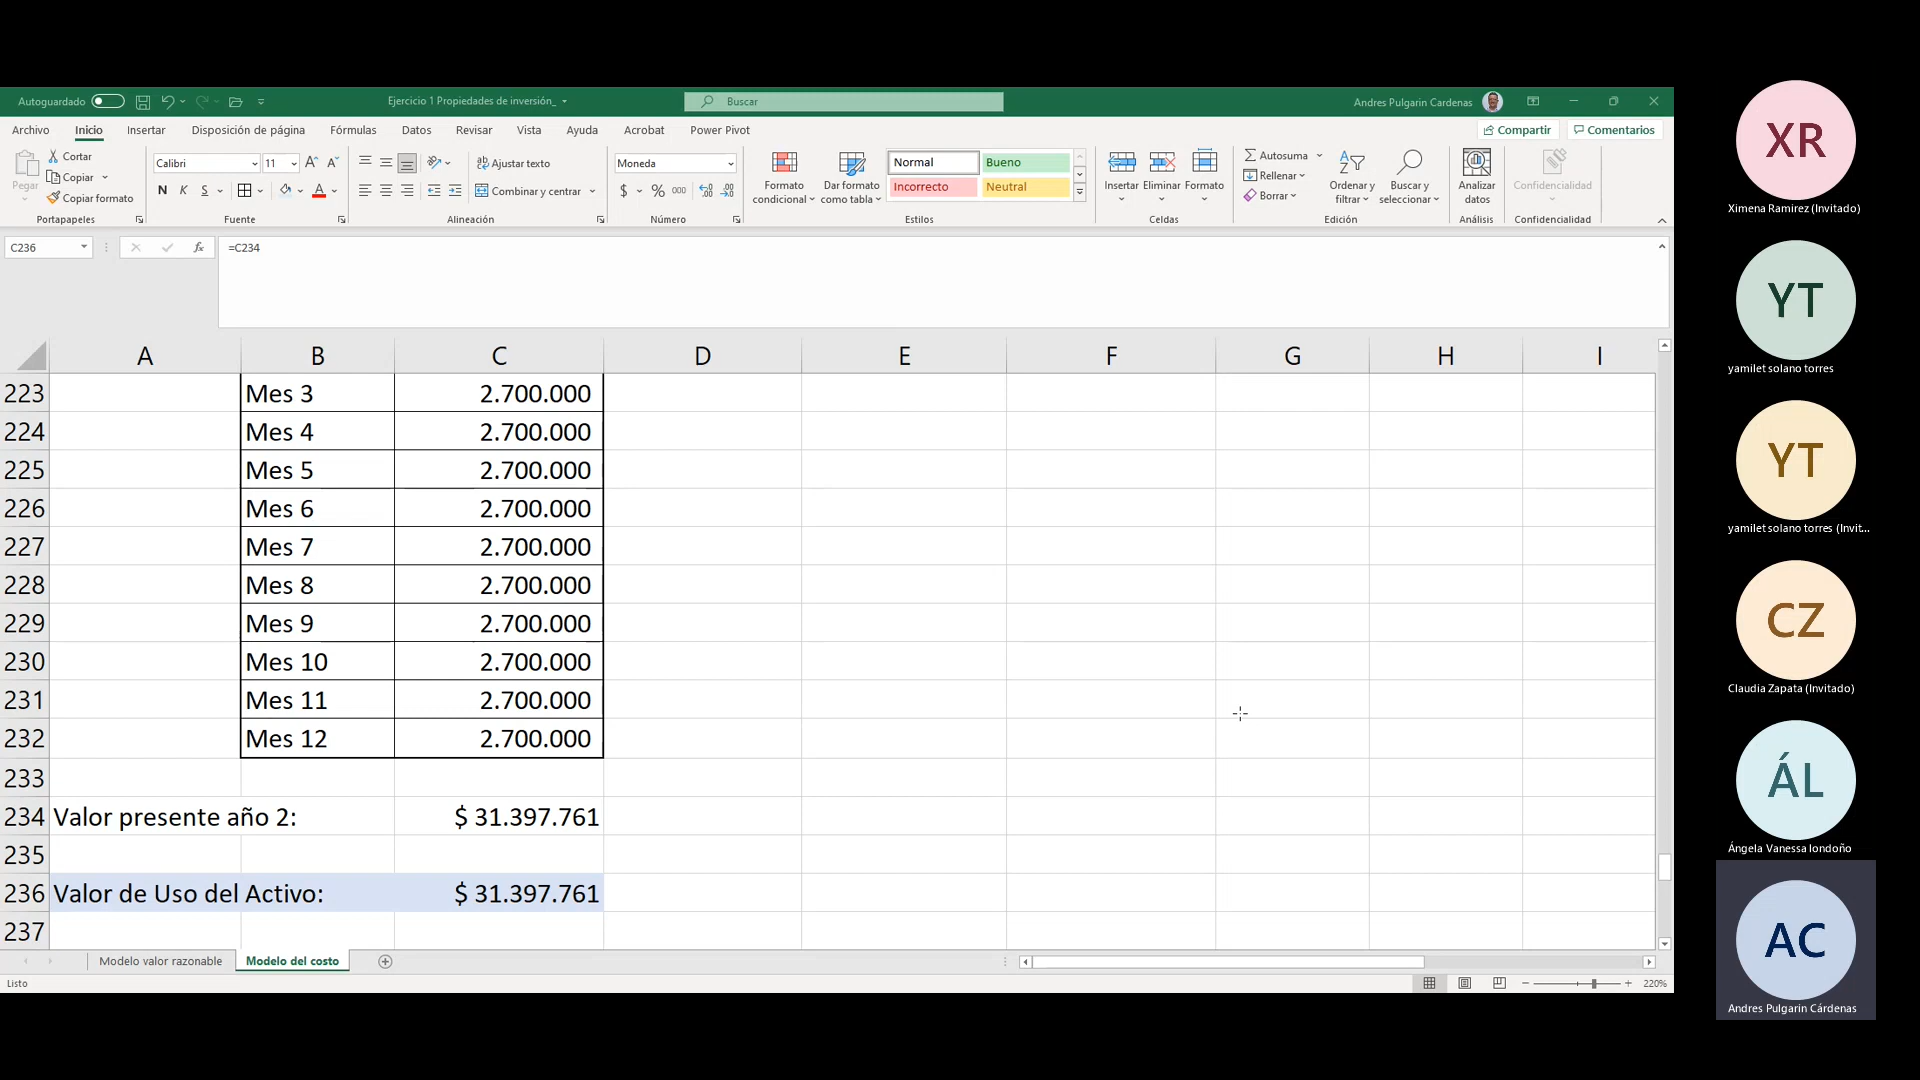 Autoguardado
Ejercicio 1 Propiedades de inversión_
Buscar
Andres Pulgarin Cardenas
Archivo Inicio Insertar Disposición de página Fórmulas Datos Revisar Vista Ayuda Acrobat Power Pivot
Compartir Comentarios
Pegar
Cortar
Copiar
Copiar formato
Portapapeles
Calibri 11
N K S
Fuente
Ajustar texto
Combinar y centrar
Alineación
Moneda
$ % 000
Número
Formato condicional
Dar formato como tabla
Normal Bueno
Incorrecto Neutral
Estilos
Insertar Eliminar Formato
Celdas
Autosuma
Rellenar
Borrar
Ordenar y filtrar
Buscar y seleccionar
Edición
Analizar datos
Análisis
Confidencialidad
Confidencialidad
C236 fx =C234
A B C D E F G H I
223 Mes 3 2.700.000
224 Mes 4 2.700.000
225 Mes 5 2.700.000
226 Mes 6 2.700.000
227 Mes 7 2.700.000
228 Mes 8 2.700.000
229 Mes 9 2.700.000
230 Mes 10 2.700.000
231 Mes 11 2.700.000
232 Mes 12 2.700.000
233
234 Valor presente año 2: $ 31.397.761
235
236 Valor de Uso del Activo: $ 31.397.761
237
Modelo valor razonable Modelo del costo
Listo
220%
XR
Ximena Ramirez (Invitado)
YT
yamilet solano torres
YT
yamilet solano torres (Invit...
CZ
Claudia Zapata (Invitado)
ÁL
Ángela Vanessa londoño
AC
Andres Pulgarin Cárdenas